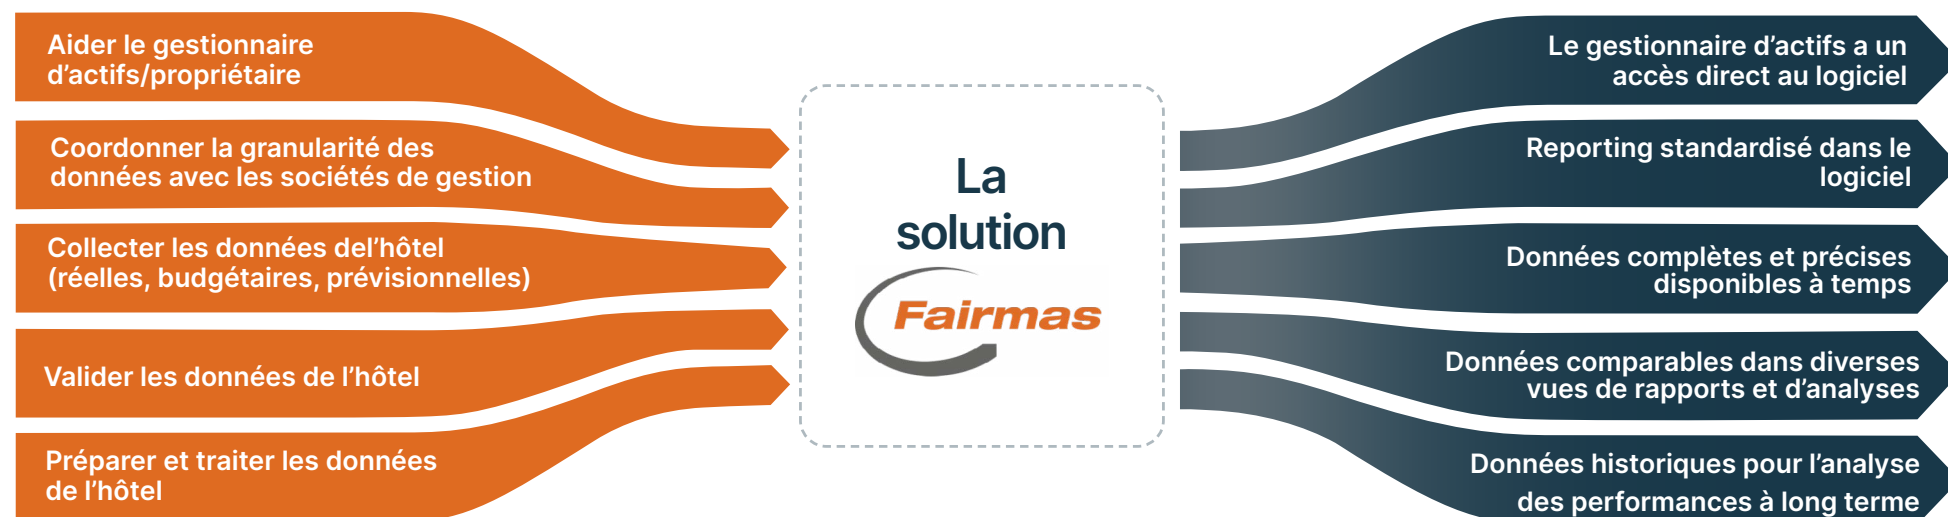 Aider le gestionnaire
d’actifs/propriétaire
Coordonner la granularité des
données avec les sociétés de gestion
Collecter les données del’hôtel
(réelles, budgétaires, prévisionnelles)
Valider les données de l’hôtel
Préparer et traiter les données
de l’hôtel
La
solution
Fairmas
Le gestionnaire d’actifs a un
accès direct au logiciel
Reporting standardisé dans le
logiciel
Données complètes et précises
disponibles à temps
Données comparables dans diverses
vues de rapports et d’analyses
Données historiques pour l’analyse
des performances à long terme